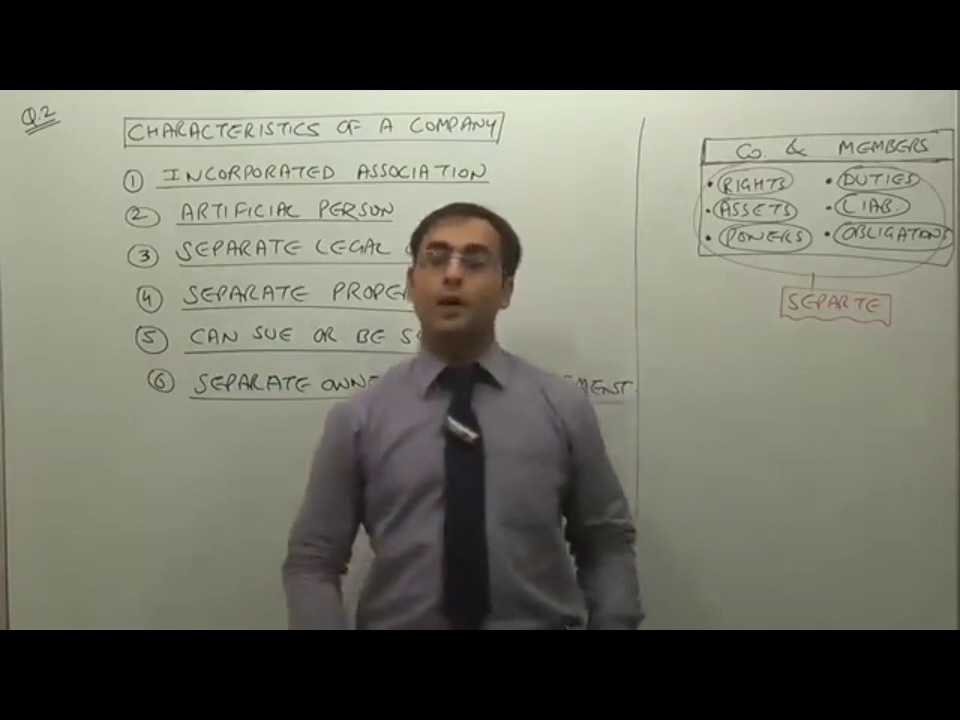 Q.2
CHARACTERISTICS OF A COMPANY
1 INCORPORATED ASSOCIATION
2 ARTIFICIAL PERSON
3 SEPARATE LEGAL
4 SEPARATE
5 CAN SUE OR BE
6 SEPARATE
Co. & MEMBERS
• RIGHTS • DUTIES
• ASSETS • LIAB.
• POWERS • OBLIGATIONS
SEPARTE